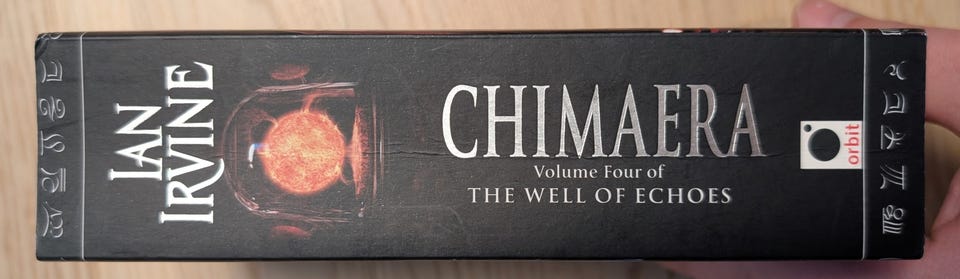 IAN
IRVINE
CHIMAERA
Volume Four of
THE WELL OF ECHOES
orbit